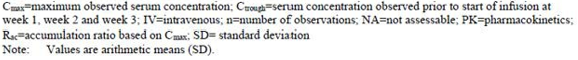 Cmax=maximum observed serum concentration; Ctrough=serum concentration observed prior to start of infusion at
week 1, week 2 and week 3; IV=intravenous; n=number of observations; NA=not assessable; PK=pharmacokinetics;
Rac=accumulation ratio based on Cmax; SD= standard deviation
Note: Values are arithmetic means (SD).